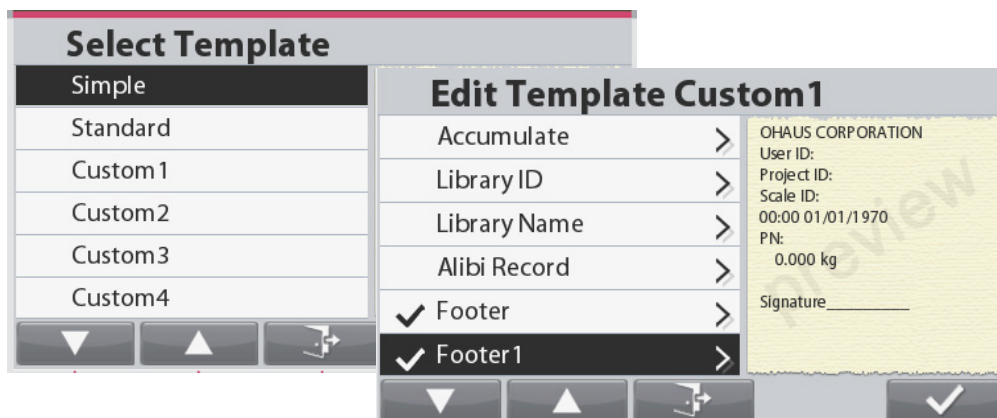 Select Template
Simple
Standard
Custom1
Custom2
Custom3
Custom4
Edit Template Custom1
Accumulate
Library ID
Library Name
Alibi Record
Footer
Footer1
OHAUS CORPORATION
User ID:
Project ID:
Scale ID:
00:00 01/01/1970
PN:
0.000 kg
Signature__________
preview